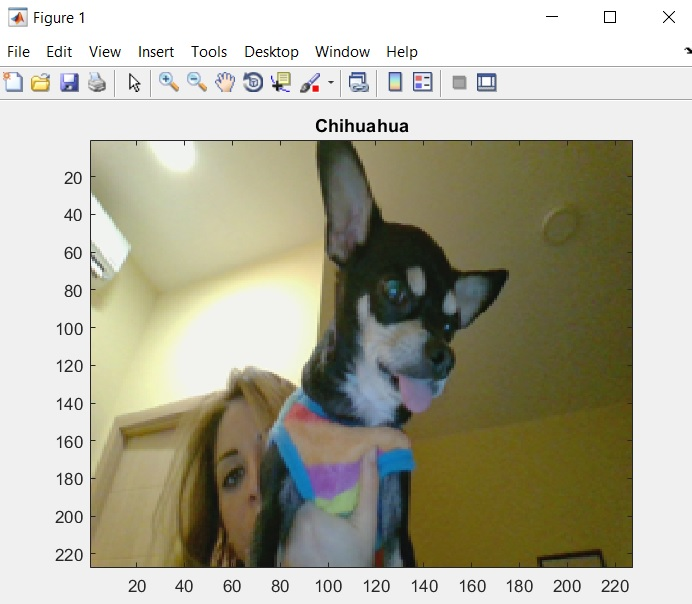 Figure 1
File Edit View Insert Tools Desktop Window Help
Chihuahua
20
40
60
80
100
120
140
160
180
200
220
20 40 60 80 100 120 140 160 180 200 220